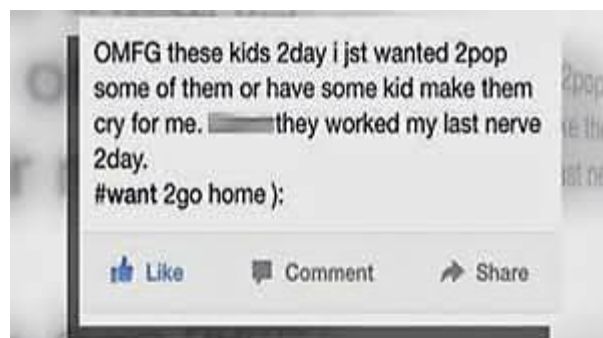 OMFG these kids 2day i jst wanted 2pop
some of them or have some kid make them
cry for me. they worked my last nerve
2day.
#want 2go home ):
Like Comment Share